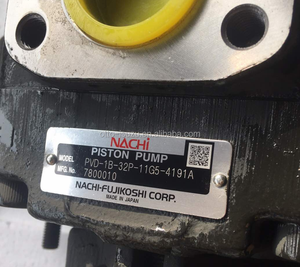 NACHI
PISTON PUMP
MODEL PVD-1B-32P-11G5-4191A
MFG. No. 7800010
NACHI-FUJIKOSHI CORP.
MADE IN JAPAN